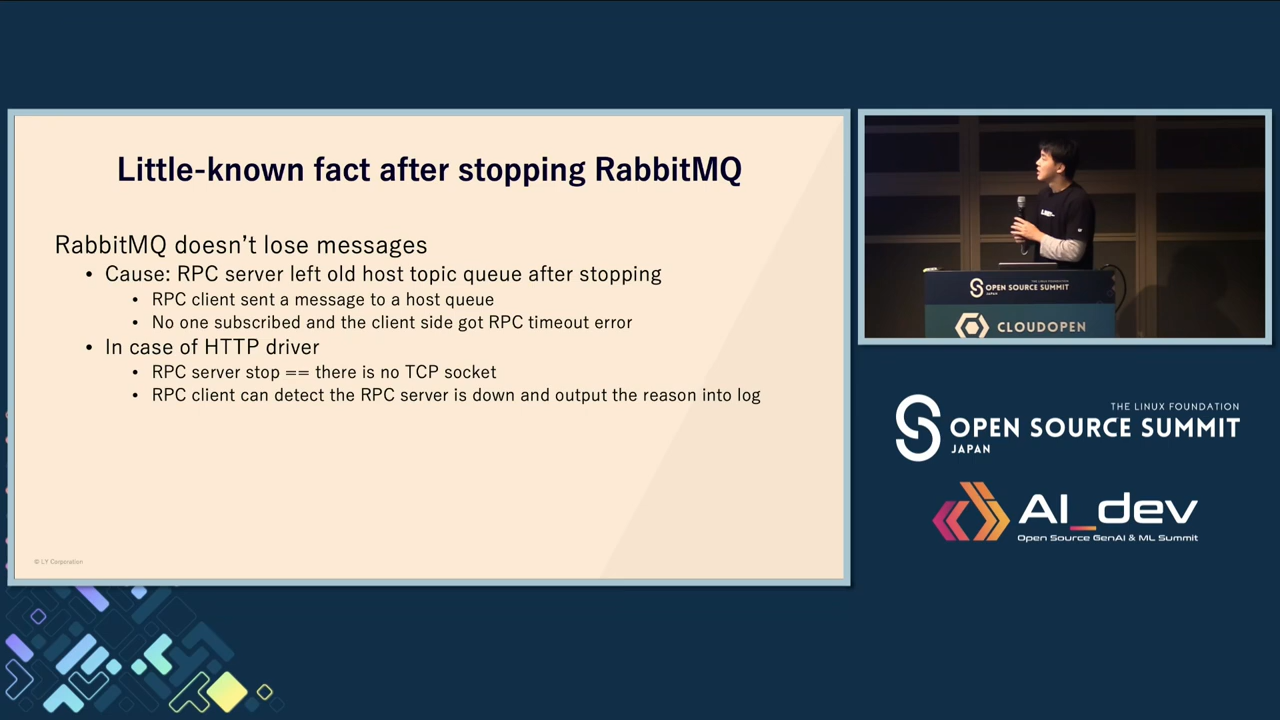 Little-known fact after stopping RabbitMQ
RabbitMQ doesn't lose messages
• Cause: RPC server left old host topic queue after stopping
• RPC client sent a message to a host queue
• No one subscribed and the client side got RPC timeout error
• In case of HTTP driver
• RPC server stop == there is no TCP socket
• RPC client can detect the RPC server is down and output the reason into log
© LY Corporation
THE LINUX FOUNDATION
OPEN SOURCE SUMMIT
JAPAN
CLOUDOPEN
THE LINUX FOUNDATION
OPEN SOURCE SUMMIT
JAPAN
AI_dev
Open Source GenAI & ML Summit